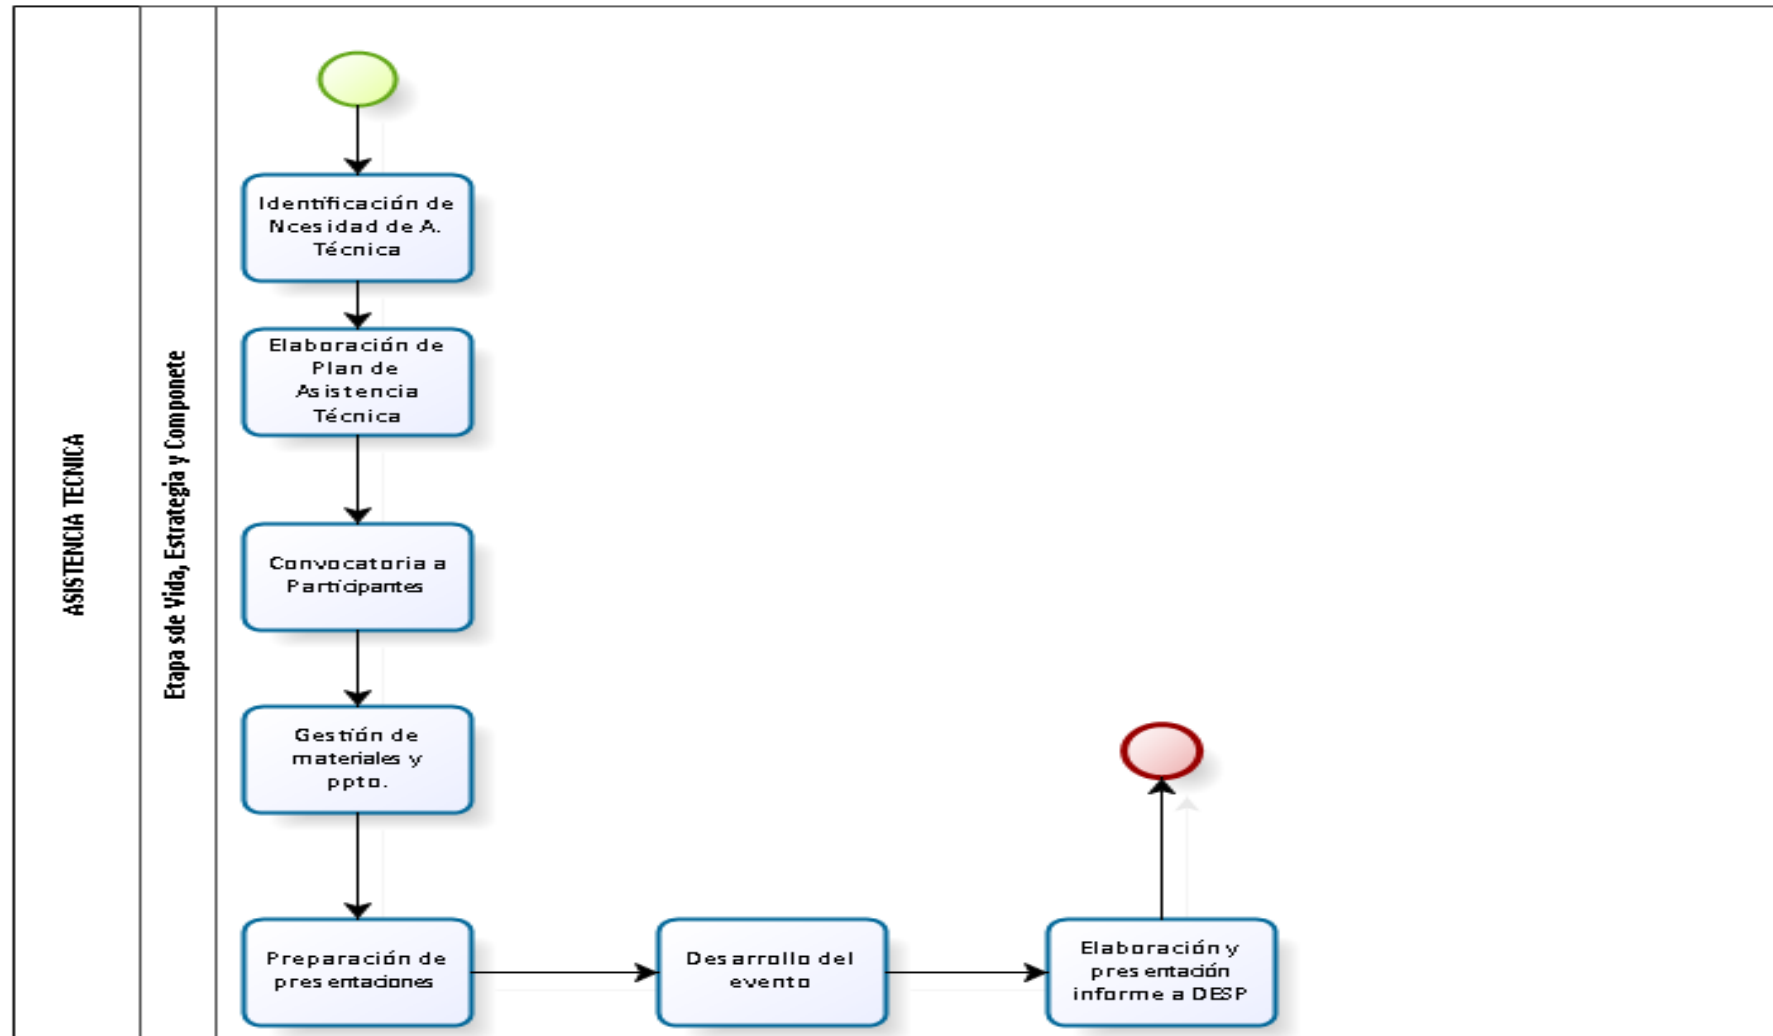 ASISTENCIA TECNICA
Etapa sde Vida, Estrategia y Componete
Identificación de
Ncesidad de A.
Técnica
Elaboración de
Plan de
Asistencia
Técnica
Convocatoria a
Participantes
Gestión de
materiales y
ppto.
Preparación de
presentaciones
Desarrollo del
evento
Elaboración y
presentación
informe a DESP